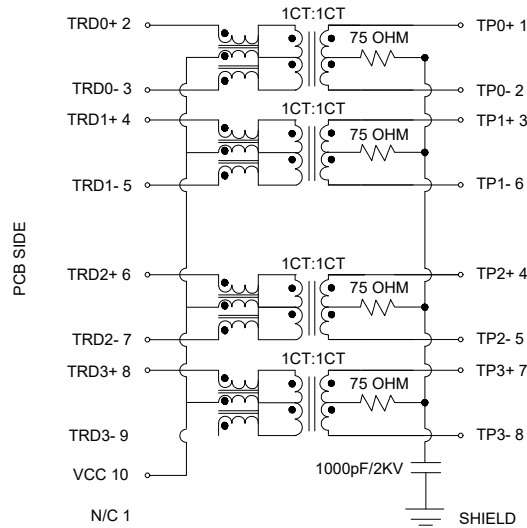 TRD0+ 2
1CT:1CT
TP0+ 1
75 OHM
TRD0- 3
TP0- 2
TRD1+ 4
1CT:1CT
TP1+ 3
75 OHM
TRD1- 5
TP1- 6
PCB SIDE
1CT:1CT
TRD2+ 6
TP2+ 4
75 OHM
TRD2- 7
TP2- 5
1CT:1CT
TRD3+ 8
TP3+ 7
75 OHM
TRD3- 9
TP3- 8
VCC 10
1000pF/2KV
N/C 1
SHIELD